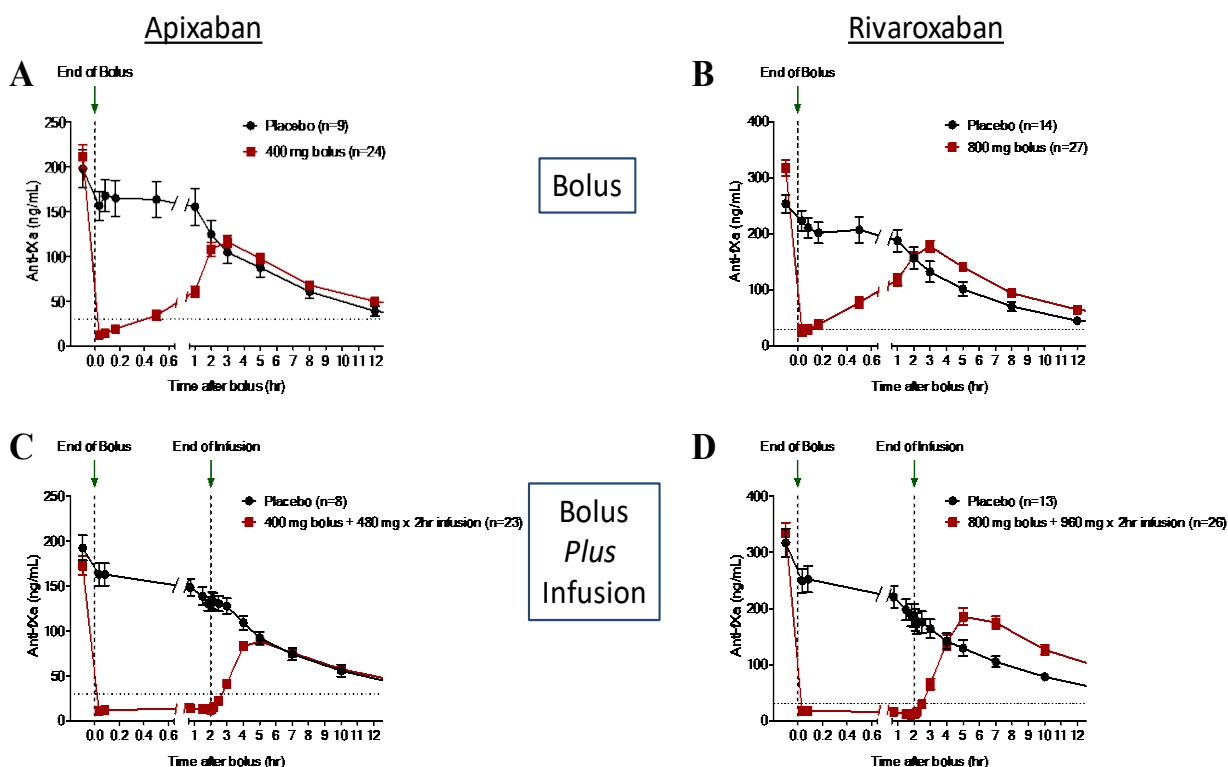 Apixaban
Rivaroxaban
A
End of Bolus
Placebo (n=9)
400 mg bolus (n=24)
Anti-fXa (ng/mL)
250
200
150
100
50
0
0.0 0.2 0.4 0.6 1 2 3 4 5 6 7 8 9 10 11 12
Time after bolus (hr)
Bolus
B
End of Bolus
Placebo (n=14)
800 mg bolus (n=27)
Anti-fXa (ng/mL)
400
300
200
100
0
0.0 0.2 0.4 0.6 1 2 3 4 5 6 7 8 9 10 11 12
Time after bolus (hr)
C
End of Bolus
End of Infusion
Placebo (n=8)
400 mg bolus + 480 mg x 2hr infusion (n=23)
Anti-fXa (ng/mL)
250
200
150
100
50
0
0.0 0.2 0.4 0.6 1 2 3 4 5 6 7 8 9 10 11 12
Time after bolus (hr)
Bolus
Plus
Infusion
D
End of Bolus
End of Infusion
Placebo (n=13)
800 mg bolus + 960 mg x 2hr infusion (n=26)
Anti-fXa (ng/mL)
400
300
200
100
0
0.0 0.2 0.4 0.6 1 2 3 4 5 6 7 8 9 10 11 12
Time after bolus (hr)